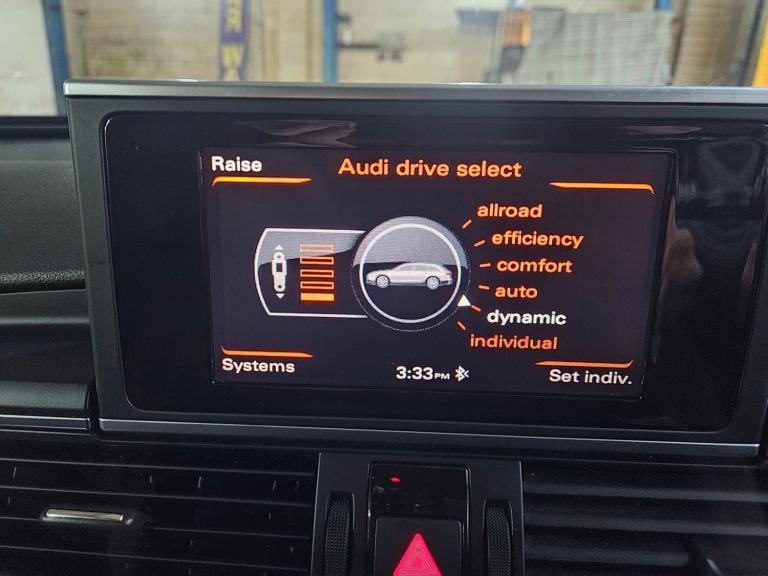 Raise
Audi drive select
allroad
efficiency
comfort
auto
dynamic
individual
Systems
3:33PM
Set indiv.